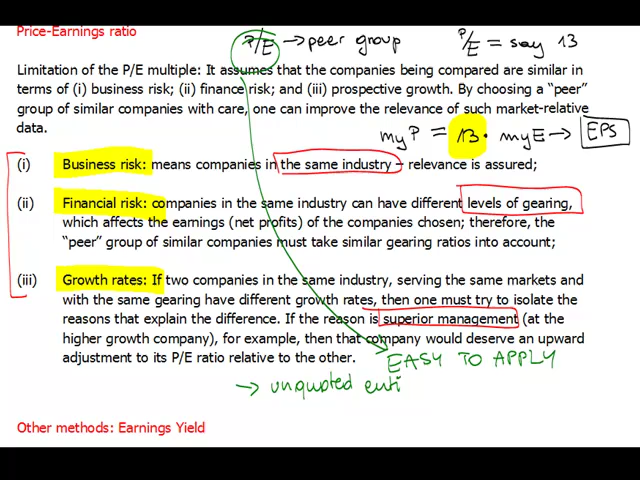 Price-Earnings ratio
P/E → peer group
P/E = say 13
Limitation of the P/E multiple: It assumes that the companies being compared are similar in
terms of (i) business risk; (ii) finance risk; and (iii) prospective growth. By choosing a “peer”
group of similar companies with care, one can improve the relevance of such market-relative
data.
my P = 13 · my E → EPS
(i) Business risk: means companies in the same industry – relevance is assured;
(ii) Financial risk: companies in the same industry can have different levels of gearing,
which affects the earnings (net profits) of the companies chosen; therefore, the
“peer” group of similar companies must take similar gearing ratios into account;
(iii) Growth rates: If two companies in the same industry, serving the same markets and
with the same gearing have different growth rates, then one must try to isolate the
reasons that explain the difference. If the reason is superior management (at the
higher growth company), for example, then that company would deserve an upward
adjustment to its P/E ratio relative to the other.
EASY TO APPLY
→ unquoted enti
Other methods: Earnings Yield